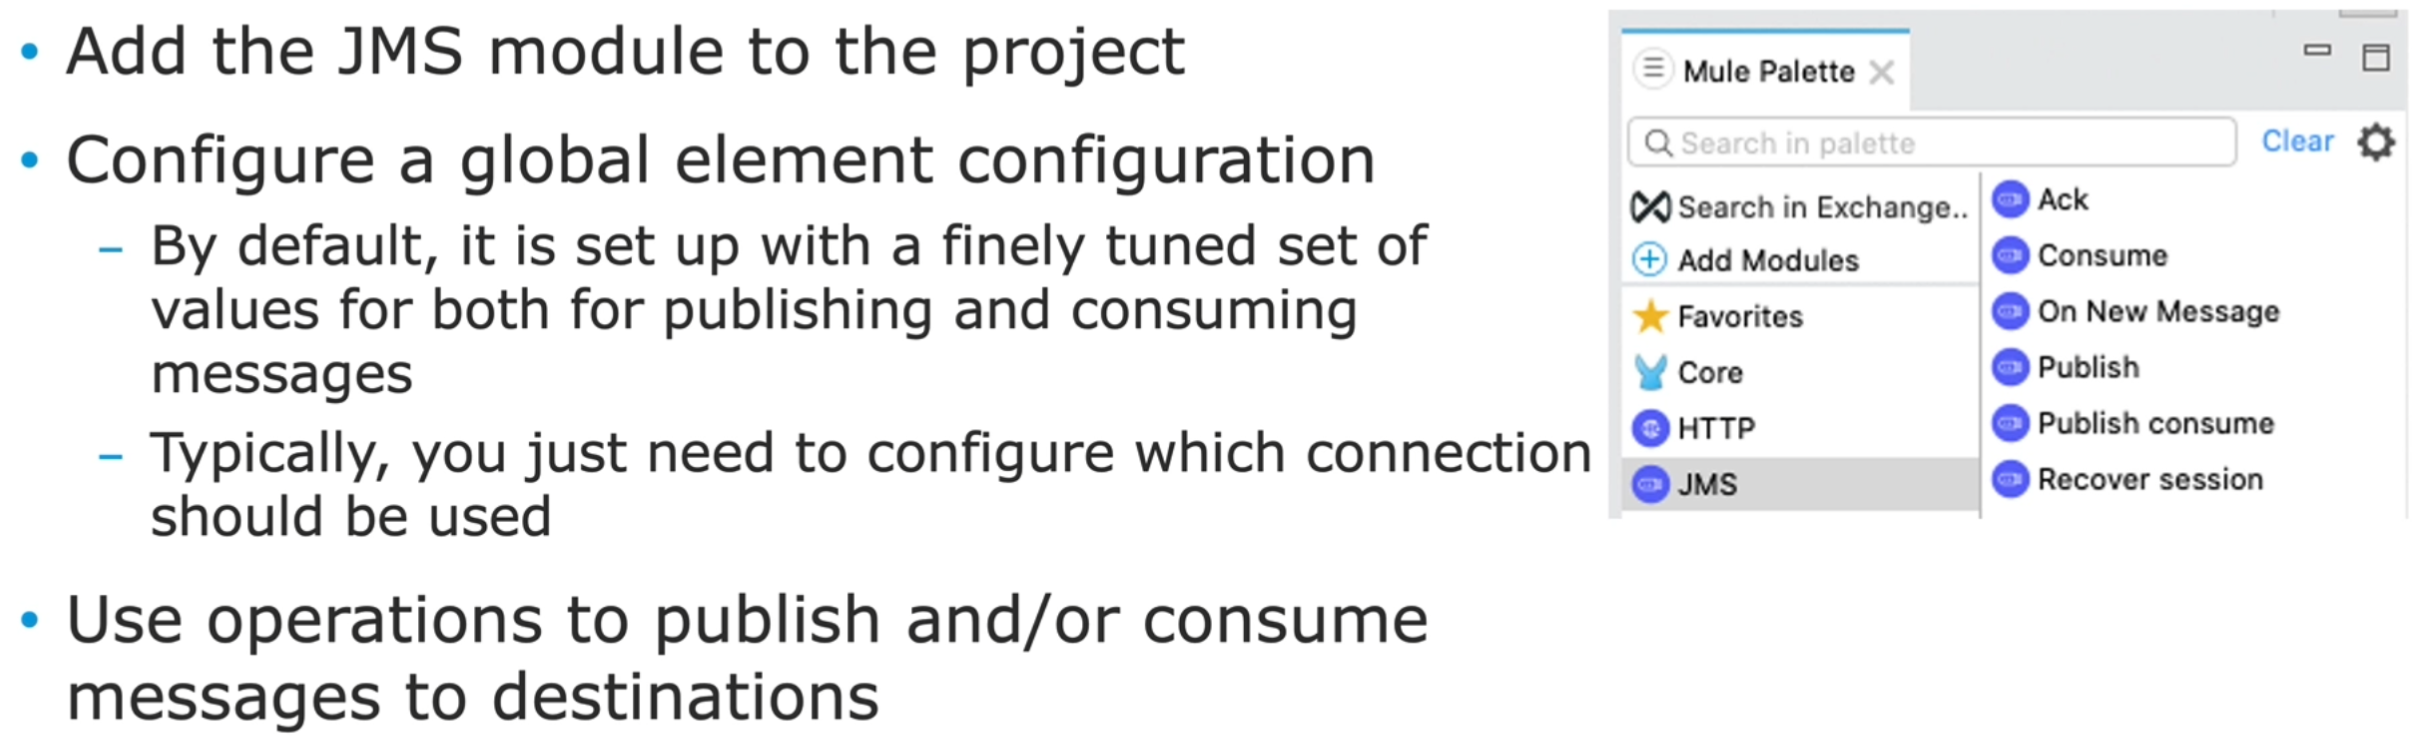 • Add the JMS module to the project
• Configure a global element configuration
– By default, it is set up with a finely tuned set of
values for both for publishing and consuming
messages
– Typically, you just need to configure which connection
should be used
• Use operations to publish and/or consume
messages to destinations
Mule Palette
Search in palette
Clear
Search in Exchange..
Add Modules
Favorites
Core
HTTP
JMS
Ack
Consume
On New Message
Publish
Publish consume
Recover session